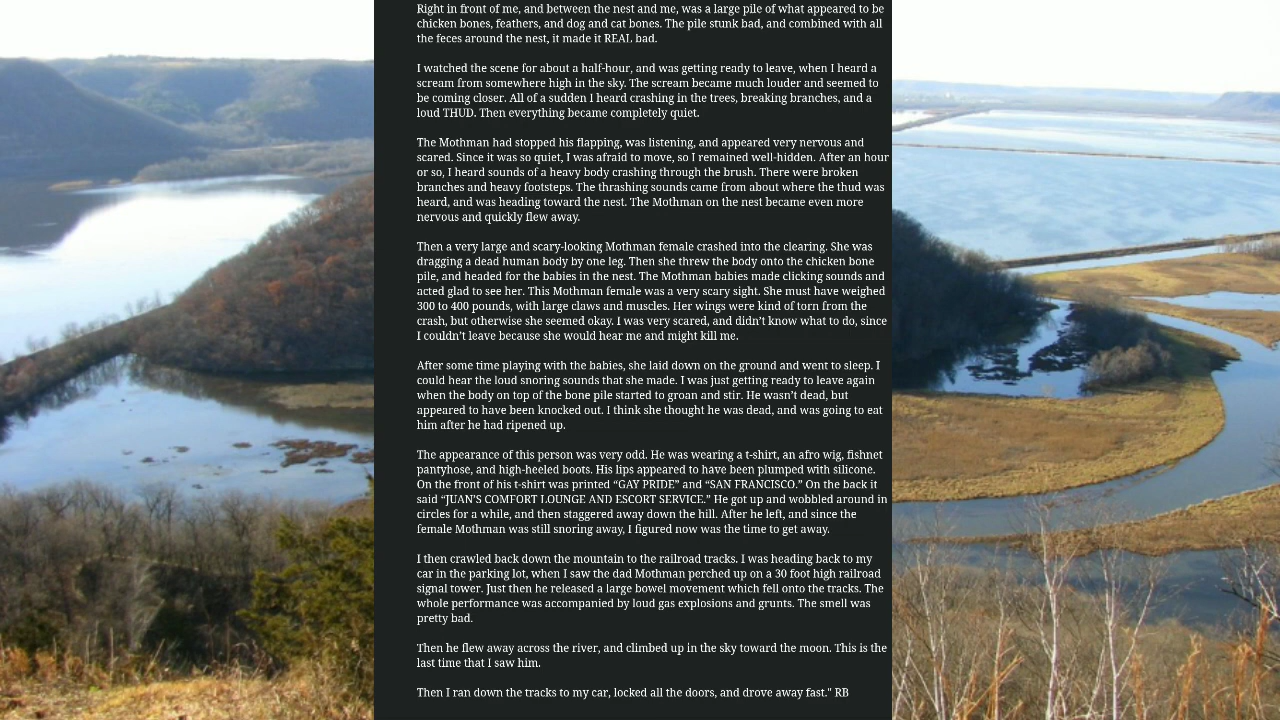 Right in front of me, and between the nest and me, was a large pile of what appeared to be
chicken bones, feathers, and dog and cat bones. The pile stunk bad, and combined with all
the feces around the nest, it made it REAL bad.
I watched the scene for about a half-hour, and was getting ready to leave, when I heard a
scream from somewhere high in the sky. The scream became much louder and seemed to
be coming closer. All of a sudden I heard crashing in the trees, breaking branches, and a
loud THUD. Then everything became completely quiet.
The Mothman had stopped his flapping, was listening, and appeared very nervous and
scared. Since it was so quiet, I was afraid to move, so I remained well-hidden. After an hour
or so, I heard sounds of a heavy body crashing through the brush. There were broken
branches and heavy footsteps. The thrashing sounds came from about where the thud was
heard, and was heading toward the nest. The Mothman on the nest became even more
nervous and quickly flew away.
Then a very large and scary-looking Mothman female crashed into the clearing. She was
dragging a dead human body by one leg. Then she threw the body onto the chicken bone
pile, and headed for the babies in the nest. The Mothman babies made clicking sounds and
acted glad to see her. This Mothman female was a very scary sight. She must have weighed
300 to 400 pounds, with large claws and muscles. Her wings were kind of torn from the
crash, but otherwise she seemed okay. I was very scared, and didn’t know what to do, since
I couldn’t leave because she would hear me and might kill me.
After some time playing with the babies, she laid down on the ground and went to sleep. I
could hear the loud snoring sounds that she made. I was just getting ready to leave again
when the body on top of the bone pile started to groan and stir. He wasn’t dead, but
appeared to have been knocked out. I think she thought he was dead, and was going to eat
him after he had ripened up.
The appearance of this person was very odd. He was wearing a t-shirt, an afro wig, fishnet
pantyhose, and high-heeled boots. His lips appeared to have been plumped with silicone.
On the front of his t-shirt was printed “GAY PRIDE” and “SAN FRANCISCO.” On the back it
said “JUAN’S COMFORT LOUNGE AND ESCORT SERVICE.” He got up and wobbled around in
circles for a while, and then staggered away down the hill. After he left, and since the
female Mothman was still snoring away, I figured now was the time to get away.
I then crawled back down the mountain to the railroad tracks. I was heading back to my
car in the parking lot, when I saw the dad Mothman perched up on a 30 foot high railroad
signal tower. Just then he released a large bowel movement which fell onto the tracks. The
whole performance was accompanied by loud gas explosions and grunts. The smell was
pretty bad.
Then he flew away across the river, and climbed up in the sky toward the moon. This is the
last time that I saw him.
Then I ran down the tracks to my car, locked all the doors, and drove away fast." RB